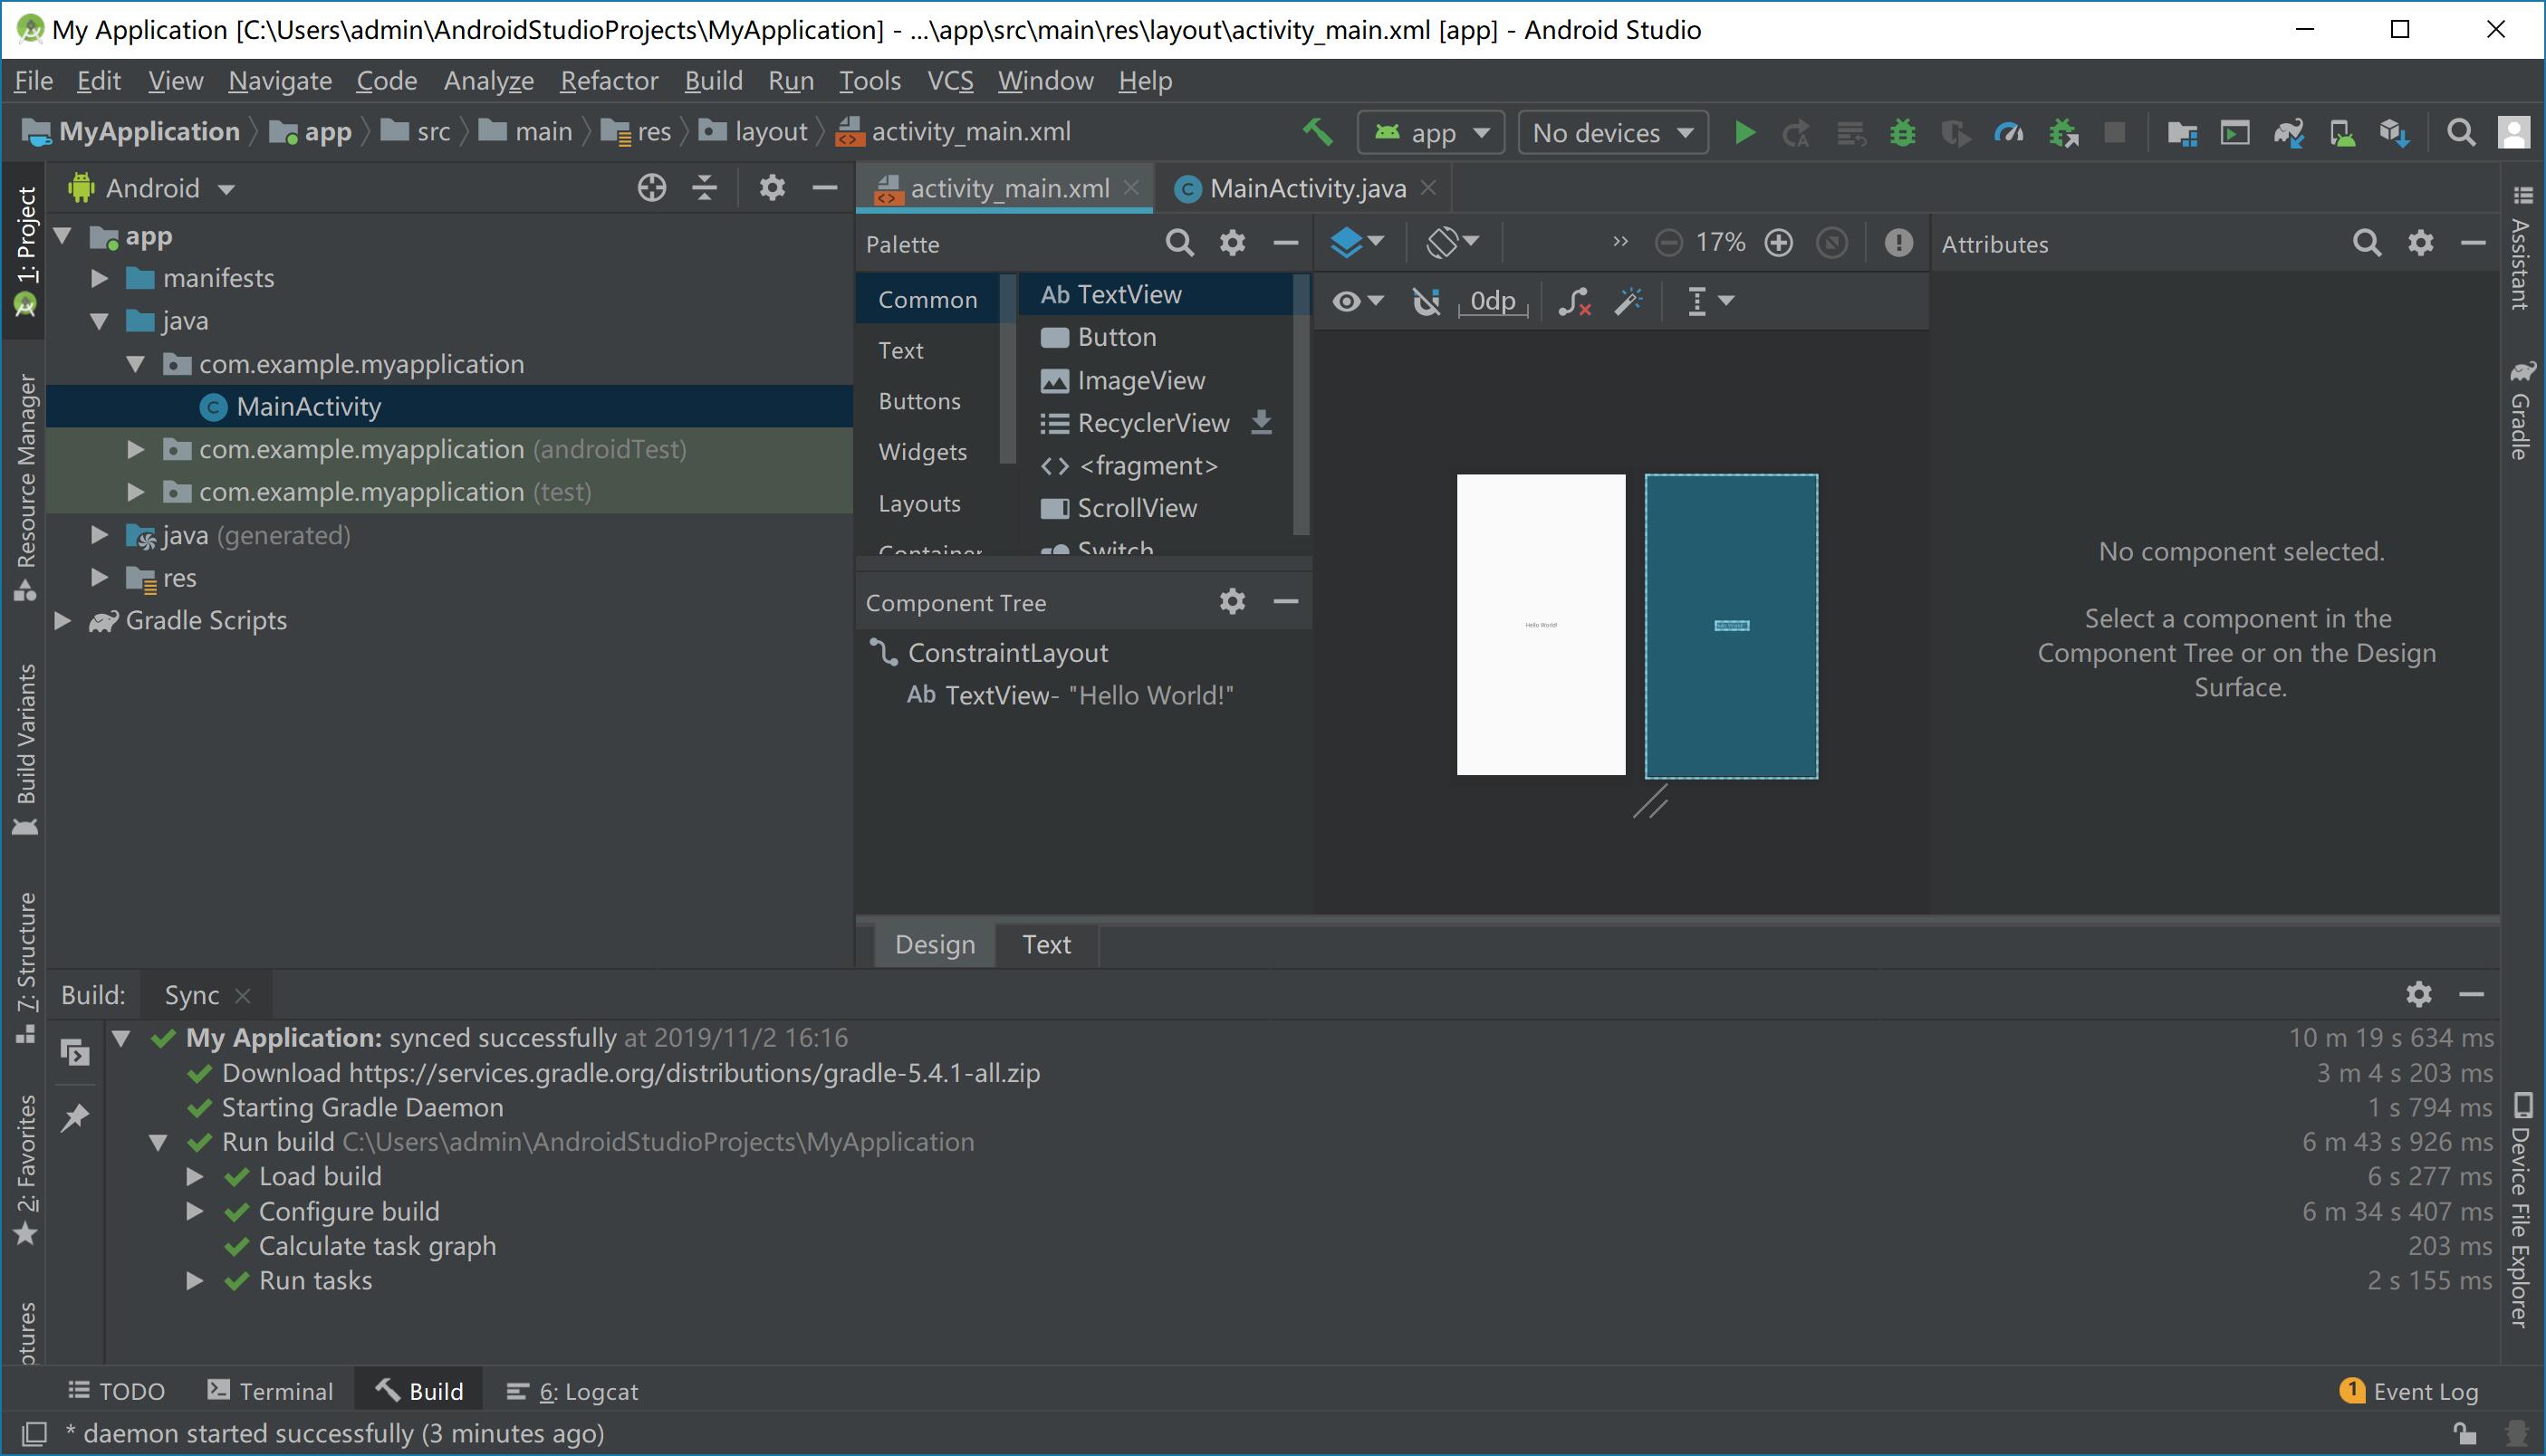 My Application [C:\Users\admin\AndroidStudioProjects\MyApplication] - ...\app\src\main\res\layout\activity_main.xml [app] - Android Studio
File Edit View Navigate Code Analyze Refactor Build Run Tools VCS Window Help
MyApplication app src main res layout activity_main.xml
app No devices
1: Project
Resource Manager
Build Variants
7: Structure
2: Favorites
Android
app
manifests
java
com.example.myapplication
MainActivity
com.example.myapplication (androidTest)
com.example.myapplication (test)
java (generated)
res
Gradle Scripts
activity_main.xml MainActivity.java
Palette
Common
Text
Buttons
Widgets
Layouts
Container
Ab TextView
Button
ImageView
RecyclerView
<fragment>
ScrollView
Switch
Component Tree
ConstraintLayout
Ab TextView- "Hello World!"
17%
0dp
Hello World!
Attributes
No component selected.
Select a component in the
Component Tree or on the Design
Surface.
Assistant
Gradle
Device File Explorer
Design Text
Build: Sync
My Application: synced successfully at 2019/11/2 16:16 10 m 19 s 634 ms
Download https://services.gradle.org/distributions/gradle-5.4.1-all.zip 3 m 4 s 203 ms
Starting Gradle Daemon 1 s 794 ms
Run build C:\Users\admin\AndroidStudioProjects\MyApplication 6 m 43 s 926 ms
Load build 6 s 277 ms
Configure build 6 m 34 s 407 ms
Calculate task graph 203 ms
Run tasks 2 s 155 ms
TODO Terminal Build 6: Logcat 1 Event Log
* daemon started successfully (3 minutes ago)